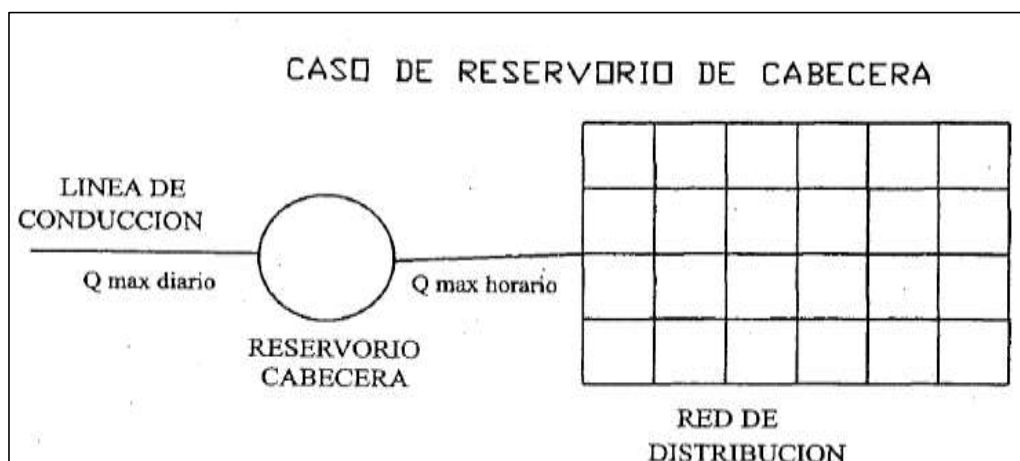 CASO DE RESERVORIO DE CABECERA
LINEA DE
CONDUCCION
Q max diario
Q max horario
RESERVORIO
CABECERA
RED DE
DISTRIBUCION